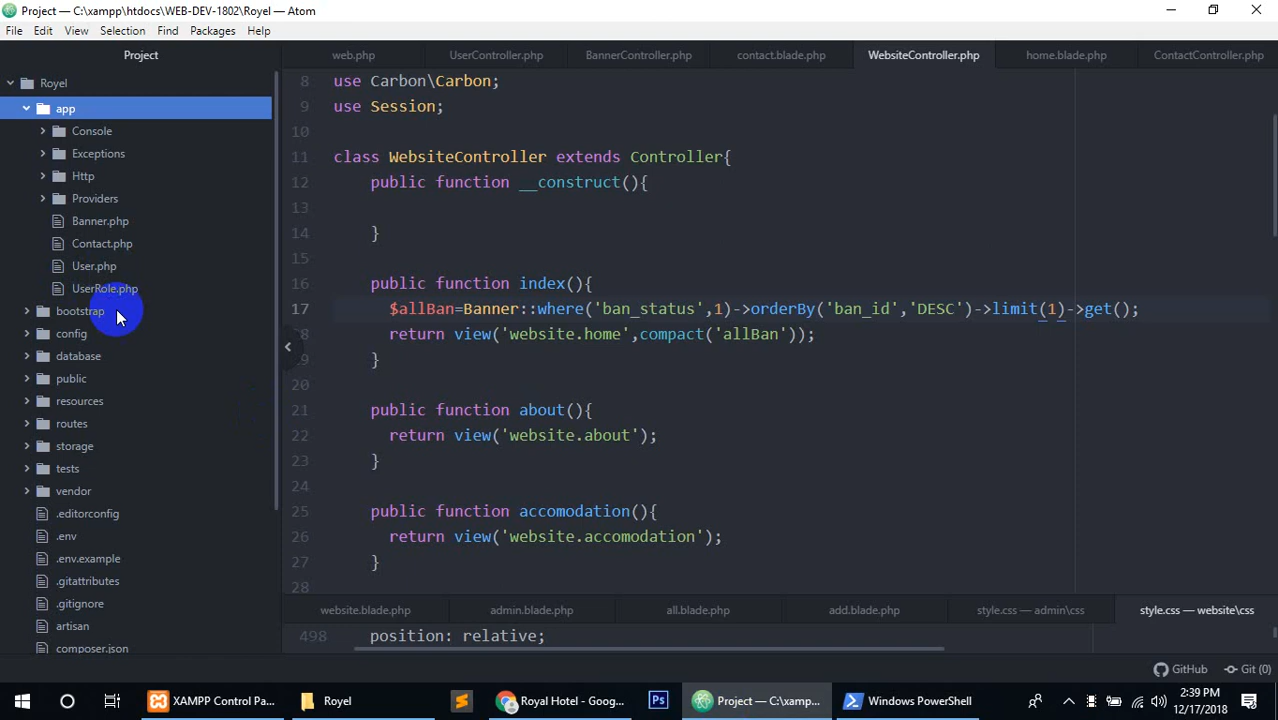 Project — C:\xampp\htdocs\WEB-DEV-1802\Royel — Atom
File Edit View Selection Find Packages Help
Project
web.php UserController.php BannerController.php contact.blade.php WebsiteController.php home.blade.php ContactController.php
Royel
app
Console
Exceptions
Http
Providers
Banner.php
Contact.php
User.php
UserRole.php
bootstrap
config
database
public
resources
routes
storage
tests
vendor
.editorconfig
.env
.env.example
.gitattributes
.gitignore
artisan
composer.json
8 use Carbon\Carbon;
9 use Session;
10
11 class WebsiteController extends Controller{
12 public function __construct(){
13
14 }
15
16 public function index(){
17 $allBan=Banner::where('ban_status',1)->orderBy('ban_id','DESC')->limit(1)->get();
18 return view('website.home',compact('allBan'));
19 }
20
21 public function about(){
22 return view('website.about');
23 }
24
25 public function accomodation(){
26 return view('website.accomodation');
27 }
28
website.blade.php admin.blade.php all.blade.php add.blade.php style.css — admin\css style.css — website\css
498 position: relative;
GitHub Git (0)
XAMPP Control Pa... Royel Ps Royal Hotel - Goog... Project — C:\xamp... Windows PowerShell 2:39 PM
12/17/2018